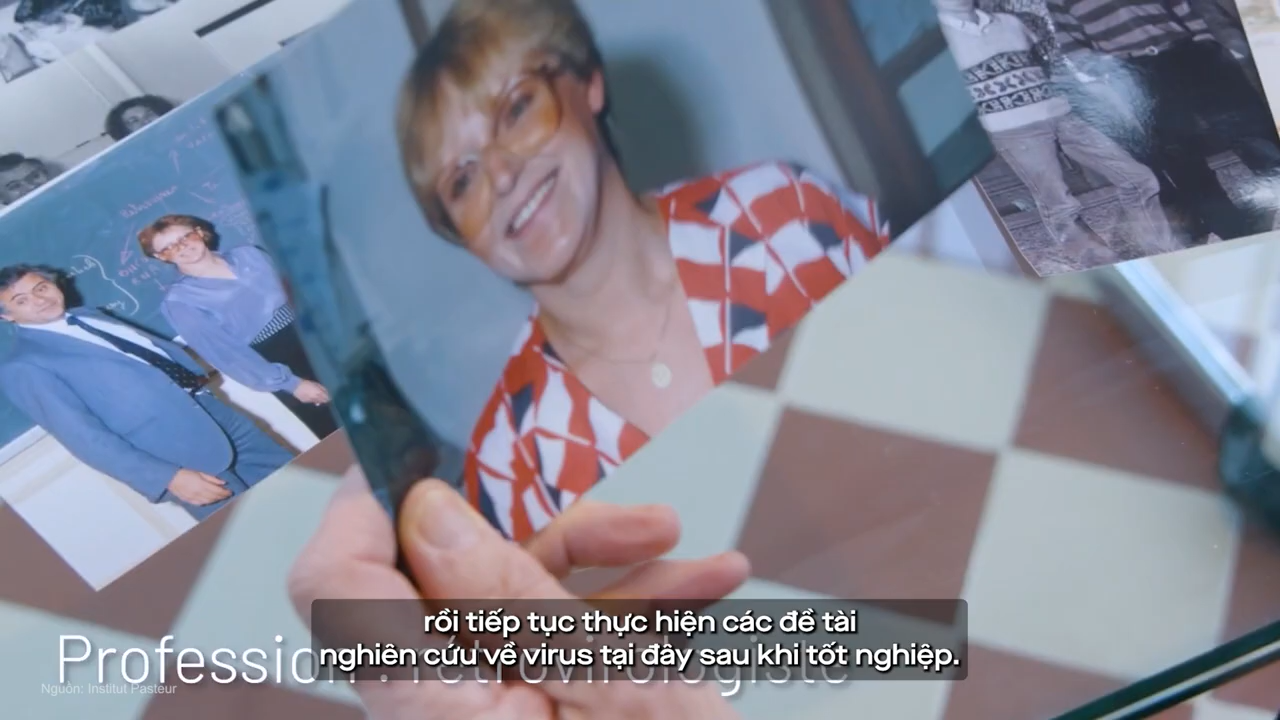 rồi tiếp tục thực hiện các đề tài
nghiên cứu về virus tại đây sau khi tốt nghiệp.
Profession : rétrovirologiste
Nguồn: Institut Pasteur